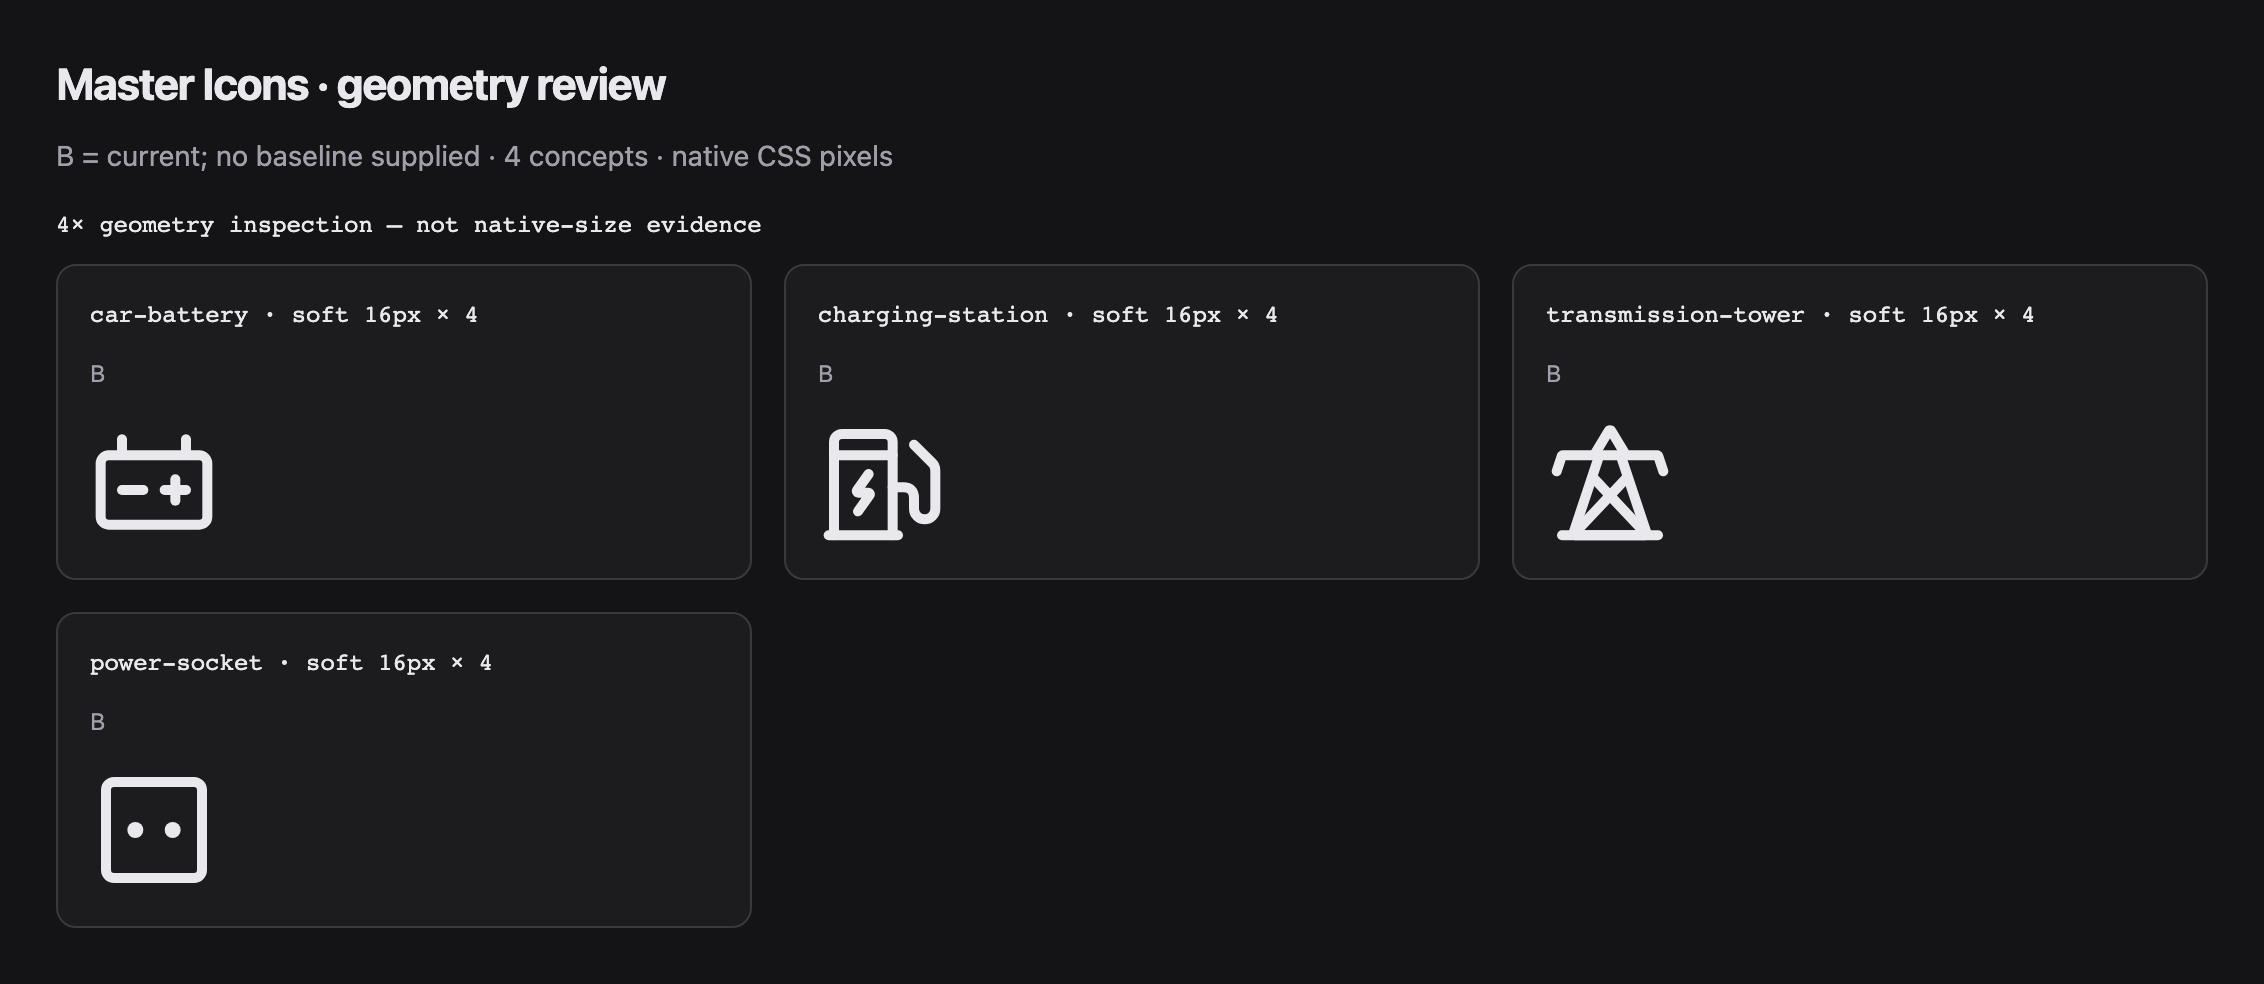 Master Icons · geometry review
B = current; no baseline supplied · 4 concepts · native CSS pixels
4× geometry inspection — not native-size evidence
car-battery · soft 16px × 4
B
charging-station · soft 16px × 4
B
transmission-tower · soft 16px × 4
B
power-socket · soft 16px × 4
B